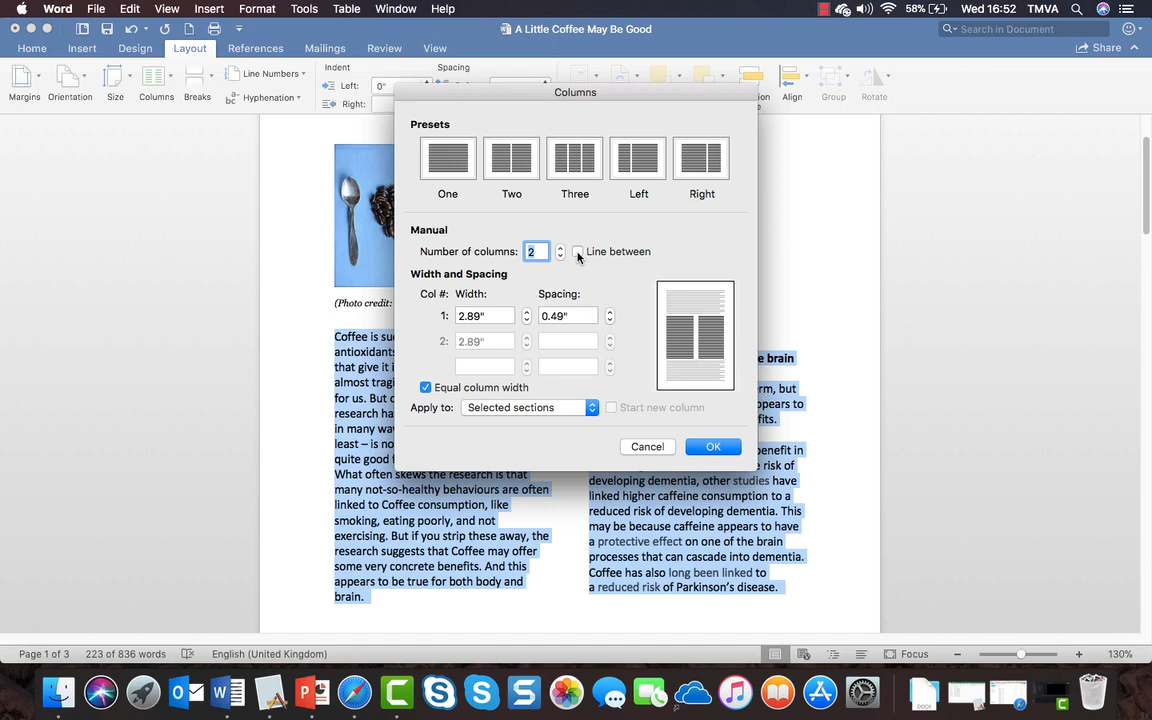 Word File Edit View Insert Format Tools Table Window Help 58% Wed 16:52 TMVA
A Little Coffee May Be Good Search in Document
Home Insert Design Layout References Mailings Review View Share
Line Numbers Indent Spacing
Left: 0"
Margins Orientation Size Columns Breaks Hyphenation Right: Align Group Rotate
Columns
Presets
One Two Three Left Right
Manual
Number of columns: 2 Line between
Width and Spacing
Col #: Width: Spacing:
1: 2.89" 0.49"
2: 2.89"
Equal column width
Apply to: Selected sections Start new column
Cancel OK
(Photo credit:
Coffee is su
antioxidants
that give it i
almost tragi
for us. But o
research ha
in many way
least – is no
quite good f
What often skews the research is that
many not-so-healthy behaviours are often
linked to Coffee consumption, like
smoking, eating poorly, and not
exercising. But if you strip these away, the
research suggests that Coffee may offer
some very concrete benefits. And this
appears to be true for both body and
brain.
e brain
rm, but
ppears to
fits.
benefit in
e risk of
developing dementia, other studies have
linked higher caffeine consumption to a
reduced risk of developing dementia. This
may be because caffeine appears to have
a protective effect on one of the brain
processes that can cascade into dementia.
Coffee has also long been linked to
a reduced risk of Parkinson's disease.
Page 1 of 3 223 of 836 words English (United Kingdom) Focus 130%